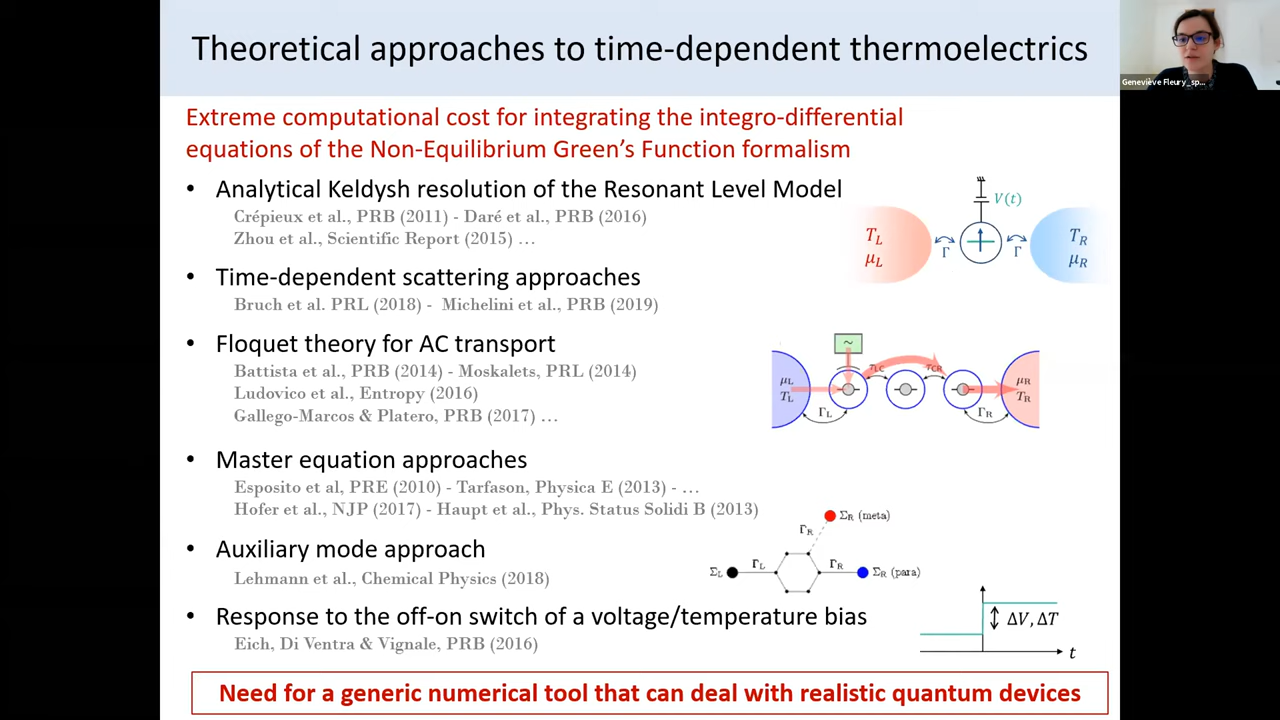 Theoretical approaches to time-dependent thermoelectrics
Geneviève Fleury_sp...
Extreme computational cost for integrating the integro-differential
equations of the Non-Equilibrium Green's Function formalism
• Analytical Keldysh resolution of the Resonant Level Model
Crépieux et al., PRB (2011) - Daré et al., PRB (2016)
Zhou et al., Scientific Report (2015) …
V(t)
T_L
μ_L
Γ
Γ
T_R
μ_R
• Time-dependent scattering approaches
Bruch et al. PRL (2018) - Michelini et al., PRB (2019)
• Floquet theory for AC transport
Battista et al., PRB (2014) - Moskalets, PRL (2014)
Ludovico et al., Entropy (2016)
Gallego-Marcos & Platero, PRB (2017) …
~
τ_LC
τ_CR
μ_L
T_L
Γ_L
Γ_R
μ_R
T_R
• Master equation approaches
Esposito et al, PRE (2010) - Tarfason, Physica E (2013) - …
Hofer et al., NJP (2017) - Haupt et al., Phys. Status Solidi B (2013)
Σ_R (meta)
Γ_R
Σ_L
Γ_L
Γ_R
Σ_R (para)
• Auxiliary mode approach
Lehmann et al., Chemical Physics (2018)
• Response to the off-on switch of a voltage/temperature bias
Eich, Di Ventra & Vignale, PRB (2016)
ΔV, ΔT
t
Need for a generic numerical tool that can deal with realistic quantum devices